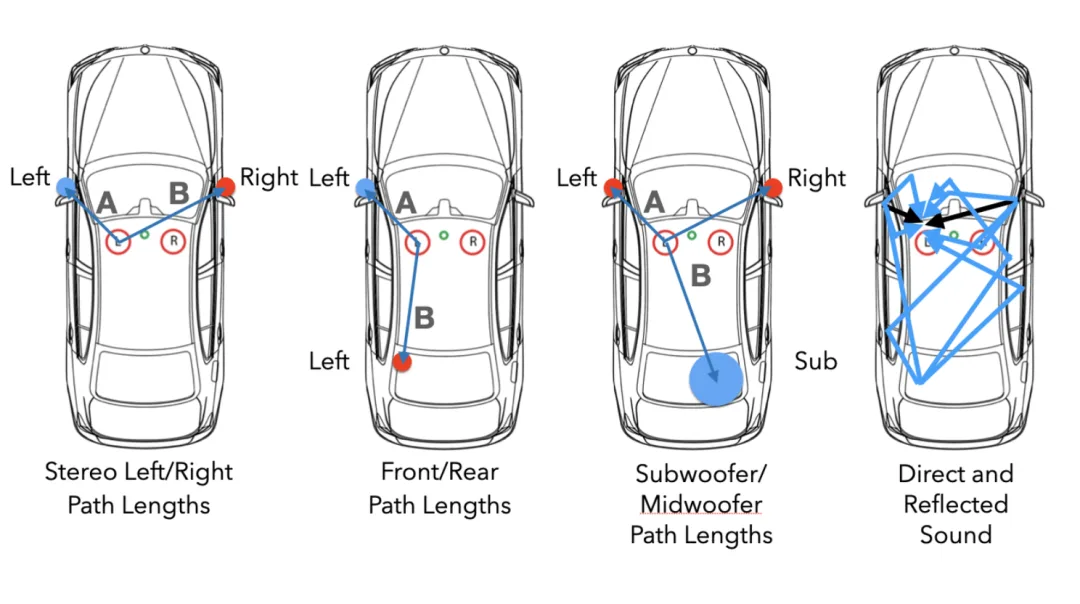 Left
A
B
Right
L
R
Stereo Left/Right
Path Lengths
Left
A
R
B
Left
Front/Rear
Path Lengths
Left
A
Right
R
B
Sub
Subwoofer/
Midwoofer
Path Lengths
Direct and
Reflected
Sound